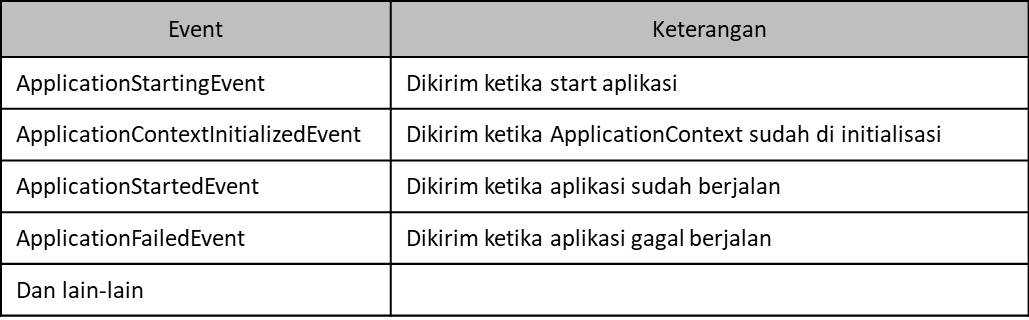 Event Keterangan
ApplicationStartingEvent Dikirim ketika start aplikasi
ApplicationContextInitializedEvent Dikirim ketika ApplicationContext sudah di initialisasi
ApplicationStartedEvent Dikirim ketika aplikasi sudah berjalan
ApplicationFailedEvent Dikirim ketika aplikasi gagal berjalan
Dan lain-lain